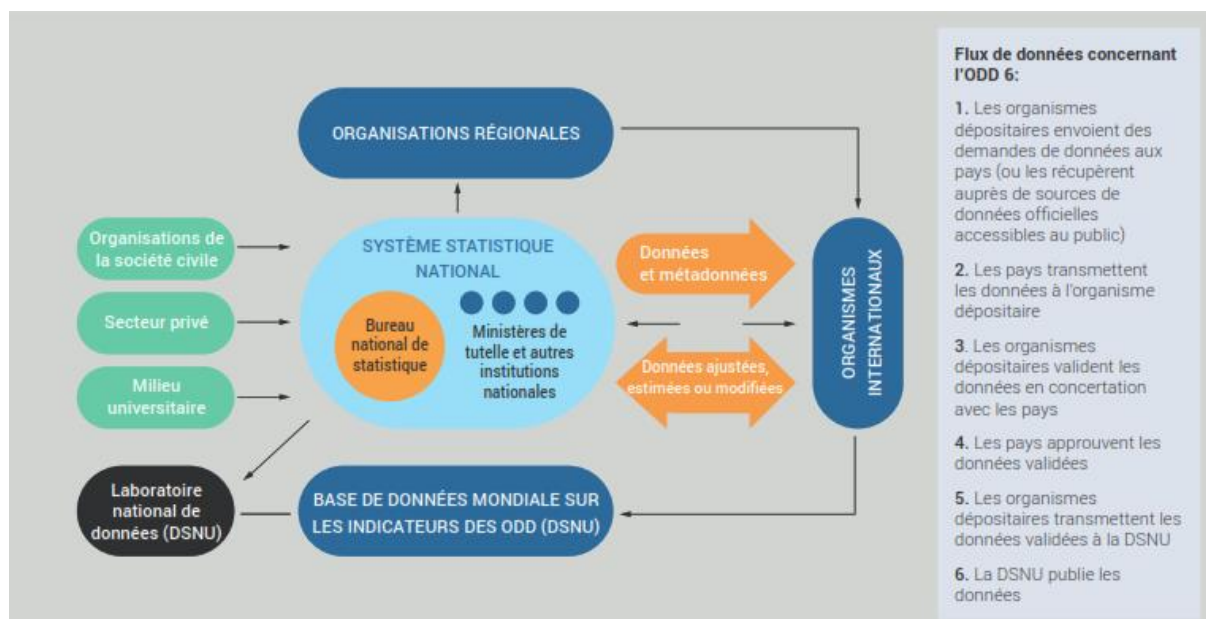 ORGANISATIONS RÉGIONALES
Organisations de
la société civile
Secteur privé
Milieu
universitaire
SYSTÈME STATISTIQUE
NATIONAL
Bureau
national de
statistique
Ministères de
tutelle et autres
institutions
nationales
Données
et métadonnées
Données ajustées,
estimées ou modifiées
ORGANISMES
INTERNATIONAUX
Laboratoire
national de
données (DSNU)
BASE DE DONNÉES MONDIALE SUR
LES INDICATEURS DES ODD (DSNU)
Flux de données concernant
l'ODD 6:
1. Les organismes
dépositaires envoient des
demandes de données aux
pays (ou les récupèrent
auprès de sources de
données officielles
accessibles au public)
2. Les pays transmettent
les données à l'organisme
dépositaire
3. Les organismes
dépositaires valident les
données en concertation
avec les pays
4. Les pays approuvent les
données validées
5. Les organismes
dépositaires transmettent les
données validées à la DSNU
6. La DSNU publie les
données